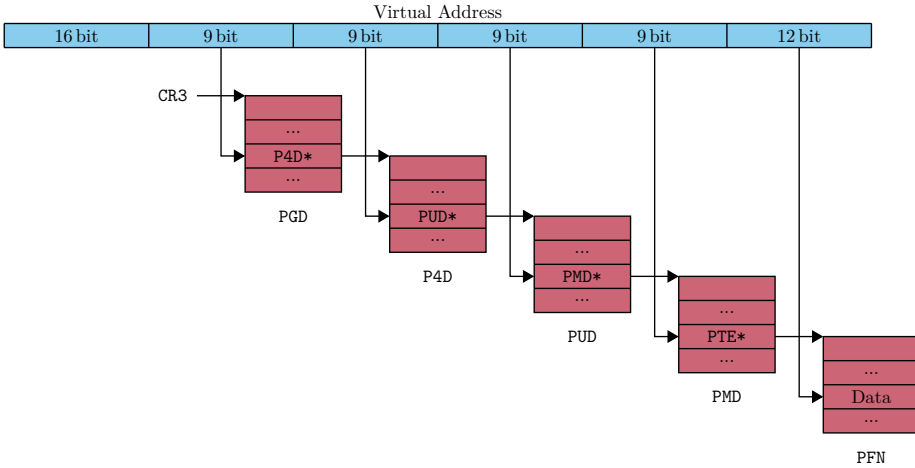 Virtual Address
16 bit 9 bit 9 bit 9 bit 9 bit 12 bit
CR3
...
P4D*
...
PGD
...
PUD*
...
P4D
...
PMD*
...
PUD
...
PTE*
...
PMD
...
Data
...
PFN